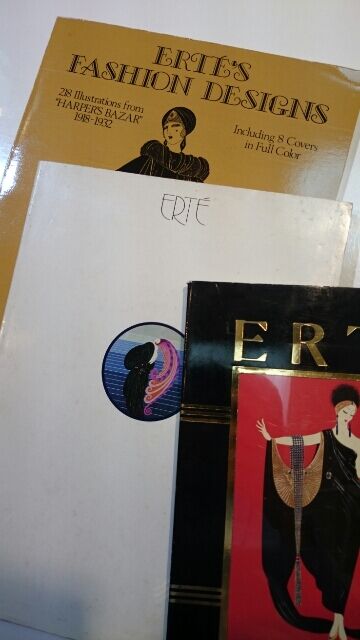 ERTÉ'S
FASHION DESIGNS
218 Illustrations from
"HARPER'S BAZAR"
1918-1932
Including 8 Covers
in Full Color
ERTÉ
ERT